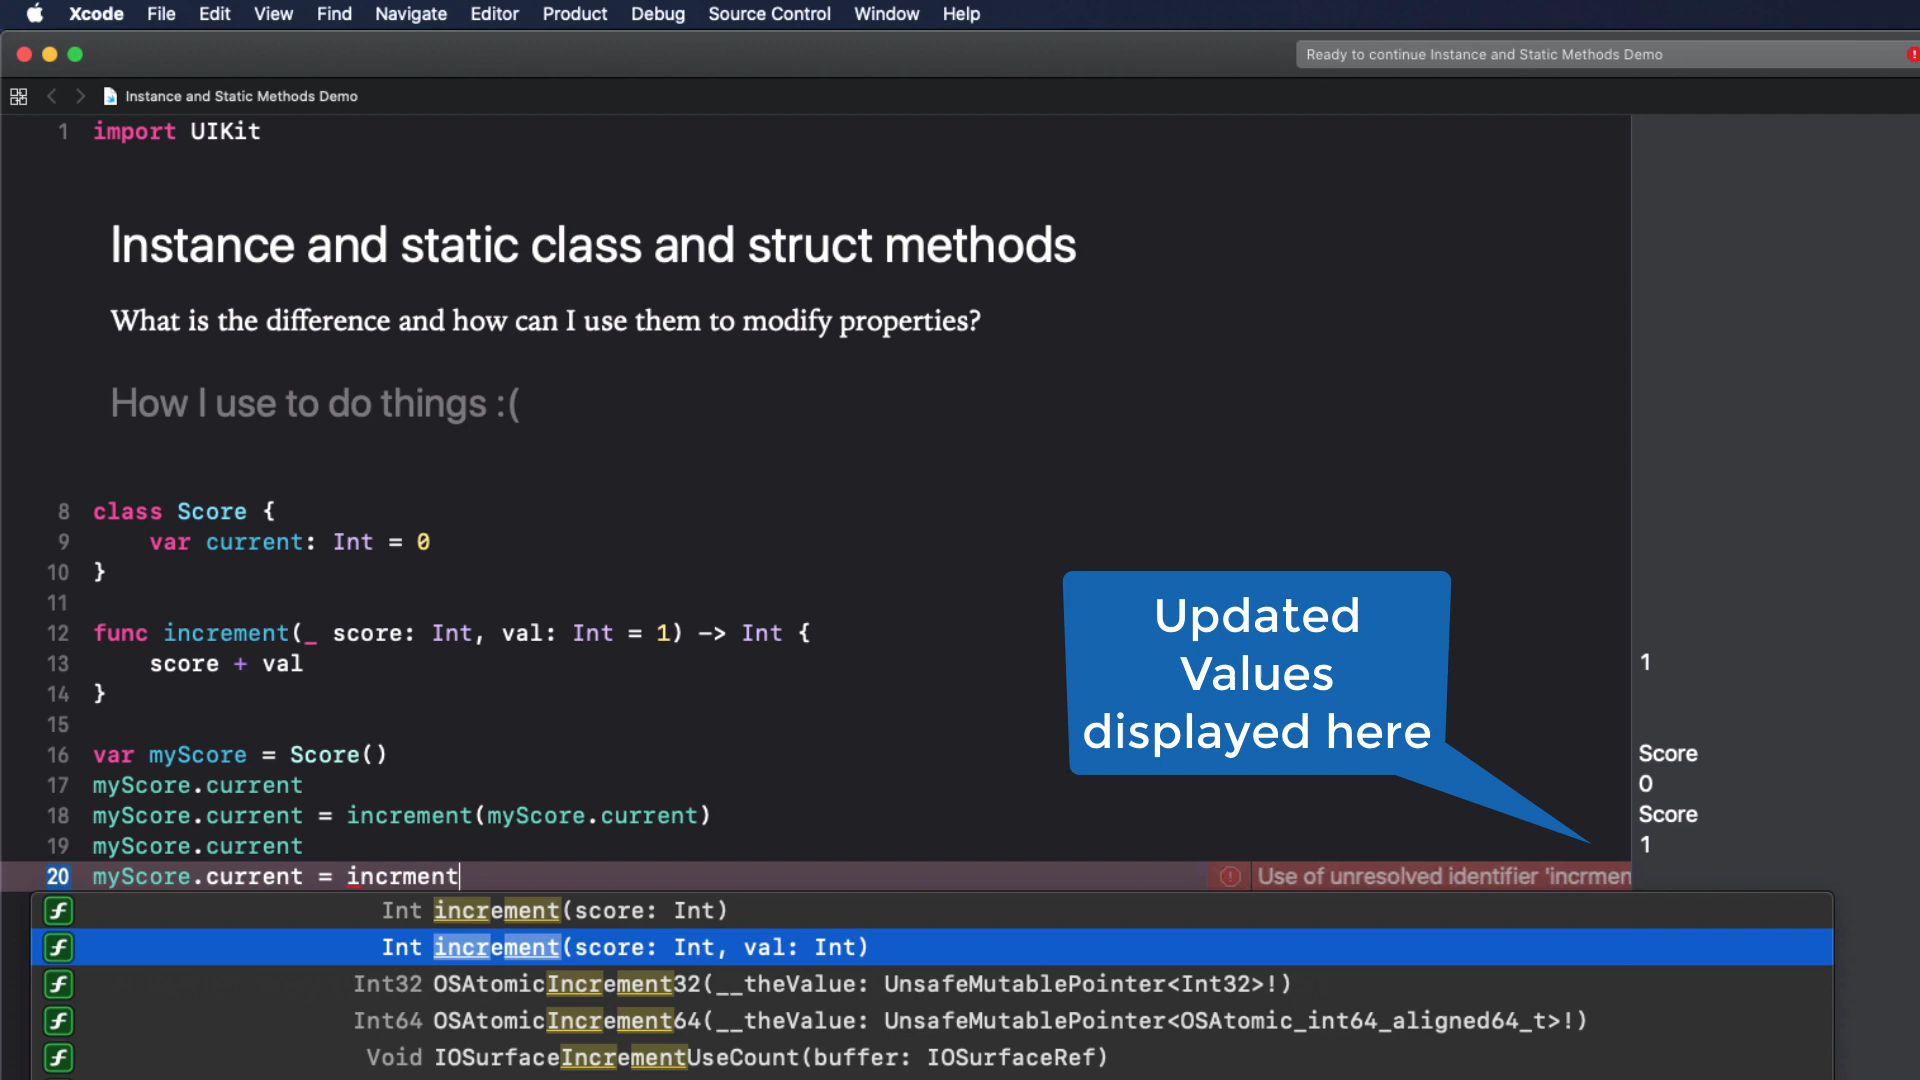 Xcode File Edit View Find Navigate Editor Product Debug Source Control Window Help
Ready to continue Instance and Static Methods Demo
Instance and Static Methods Demo
1 import UIKit
Instance and static class and struct methods
What is the difference and how can I use them to modify properties?
How I use to do things :(
8 class Score {
9 var current: Int = 0
10 }
11
12 func increment(_ score: Int, val: Int = 1) -> Int {
13 score + val
1
14 }
15
16 var myScore = Score()
Score
17 myScore.current
0
18 myScore.current = increment(myScore.current)
Score
19 myScore.current
1
20 myScore.current = incrment
Use of unresolved identifier 'incrmen
Updated
Values
displayed here
f Int increment(score: Int)
f Int increment(score: Int, val: Int)
f Int32 OSAtomicIncrement32(__theValue: UnsafeMutablePointer<Int32>!)
f Int64 OSAtomicIncrement64(__theValue: UnsafeMutablePointer<OSAtomic_int64_aligned64_t>!)
f Void IOSurfaceIncrementUseCount(buffer: IOSurfaceRef)